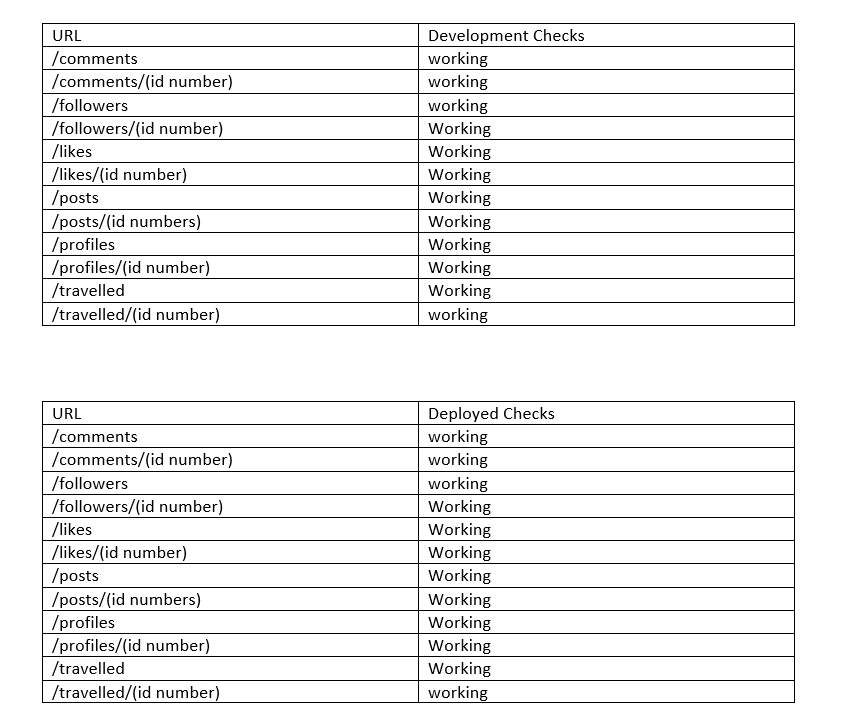 URL Development Checks
/comments working
/comments/(id number) working
/followers working
/followers/(id number) Working
/likes Working
/likes/(id number) Working
/posts Working
/posts/(id numbers) Working
/profiles Working
/profiles/(id number) Working
/travelled Working
/travelled/(id number) working
URL Deployed Checks
/comments working
/comments/(id number) working
/followers working
/followers/(id number) Working
/likes Working
/likes/(id number) Working
/posts Working
/posts/(id numbers) Working
/profiles Working
/profiles/(id number) Working
/travelled Working
/travelled/(id number) working